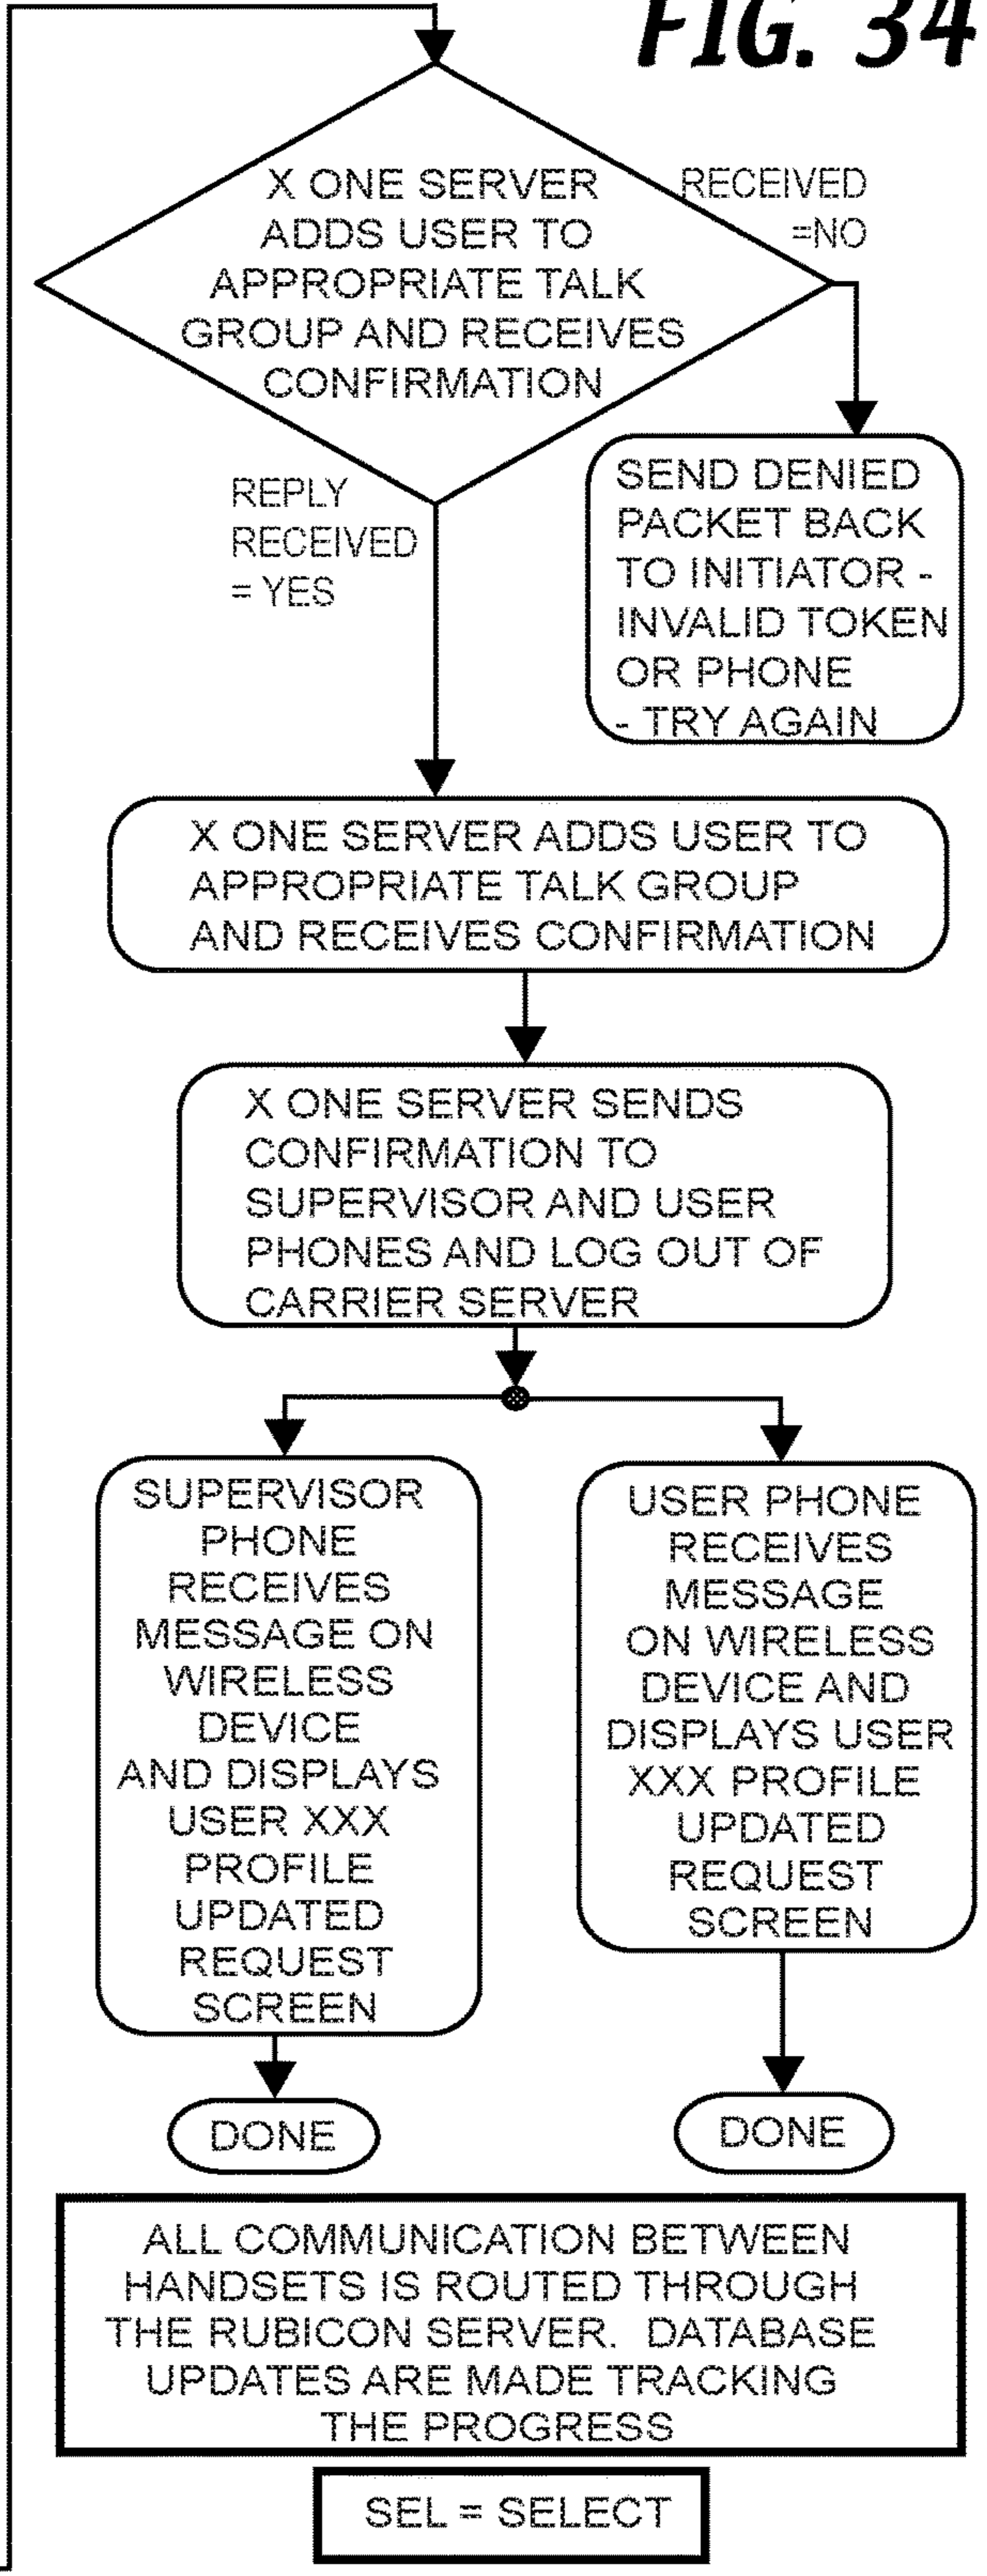 FIG. 34
X ONE SERVER
ADDS USER TO
APPROPRIATE TALK
GROUP AND RECEIVES
CONFIRMATION
RECEIVED
=NO
REPLY
RECEIVED
= YES
SEND DENIED
PACKET BACK
TO INITIATOR -
INVALID TOKEN
OR PHONE
- TRY AGAIN
X ONE SERVER ADDS USER TO
APPROPRIATE TALK GROUP
AND RECEIVES CONFIRMATION
X ONE SERVER SENDS
CONFIRMATION TO
SUPERVISOR AND USER
PHONES AND LOG OUT OF
CARRIER SERVER
SUPERVISOR
PHONE
RECEIVES
MESSAGE ON
WIRELESS
DEVICE
AND DISPLAYS
USER XXX
PROFILE
UPDATED
REQUEST
SCREEN
USER PHONE
RECEIVES
MESSAGE
ON WIRELESS
DEVICE AND
DISPLAYS USER
XXX PROFILE
UPDATED
REQUEST
SCREEN
DONE
DONE
ALL COMMUNICATION BETWEEN
HANDSETS IS ROUTED THROUGH
THE RUBICON SERVER.  DATABASE
UPDATES ARE MADE TRACKING
THE PROGRESS
SEL = SELECT